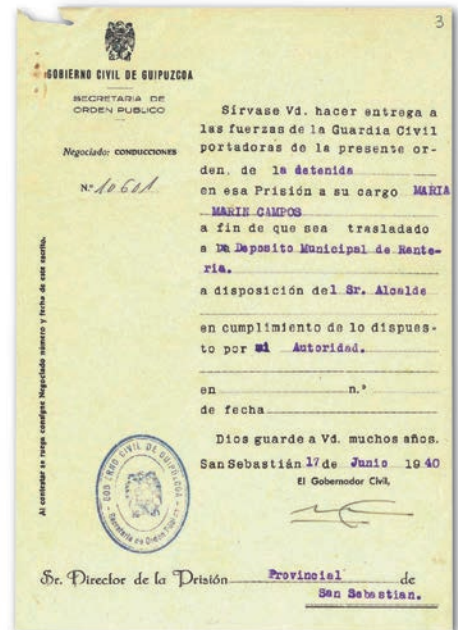 3
GOBIERNO CIVIL DE GUIPUZCOA
SECRETARIA DE
ORDEN PUBLICO
Negociado: CONDUCCIONES
N.º 10601
Sírvase Vd. hacer entrega a
las fuerzas de la Guardia Civil
portadoras de la presente or-
den, de la detenida
en esa Prisión a su cargo MARIA
MARIN CAMPOS
a fin de que sea trasladado
a Deposito Municipal de Rente-
ria.
a disposición del Sr. Alcalde
en cumplimiento de lo dispues-
to por mi Autoridad.
en n.º
de fecha
Dios guarde a Vd. muchos años.
San Sebastián 17 de Junio 1940
El Gobernador Civil,
Al contestar se ruega consigne Negociado número y fecha de este escrito.
GOBIERNO CIVIL DE GUIPUZCOA
Secretaría de Orden Público
Sr. Director de la Prisión Provincial de
San Sebastian.